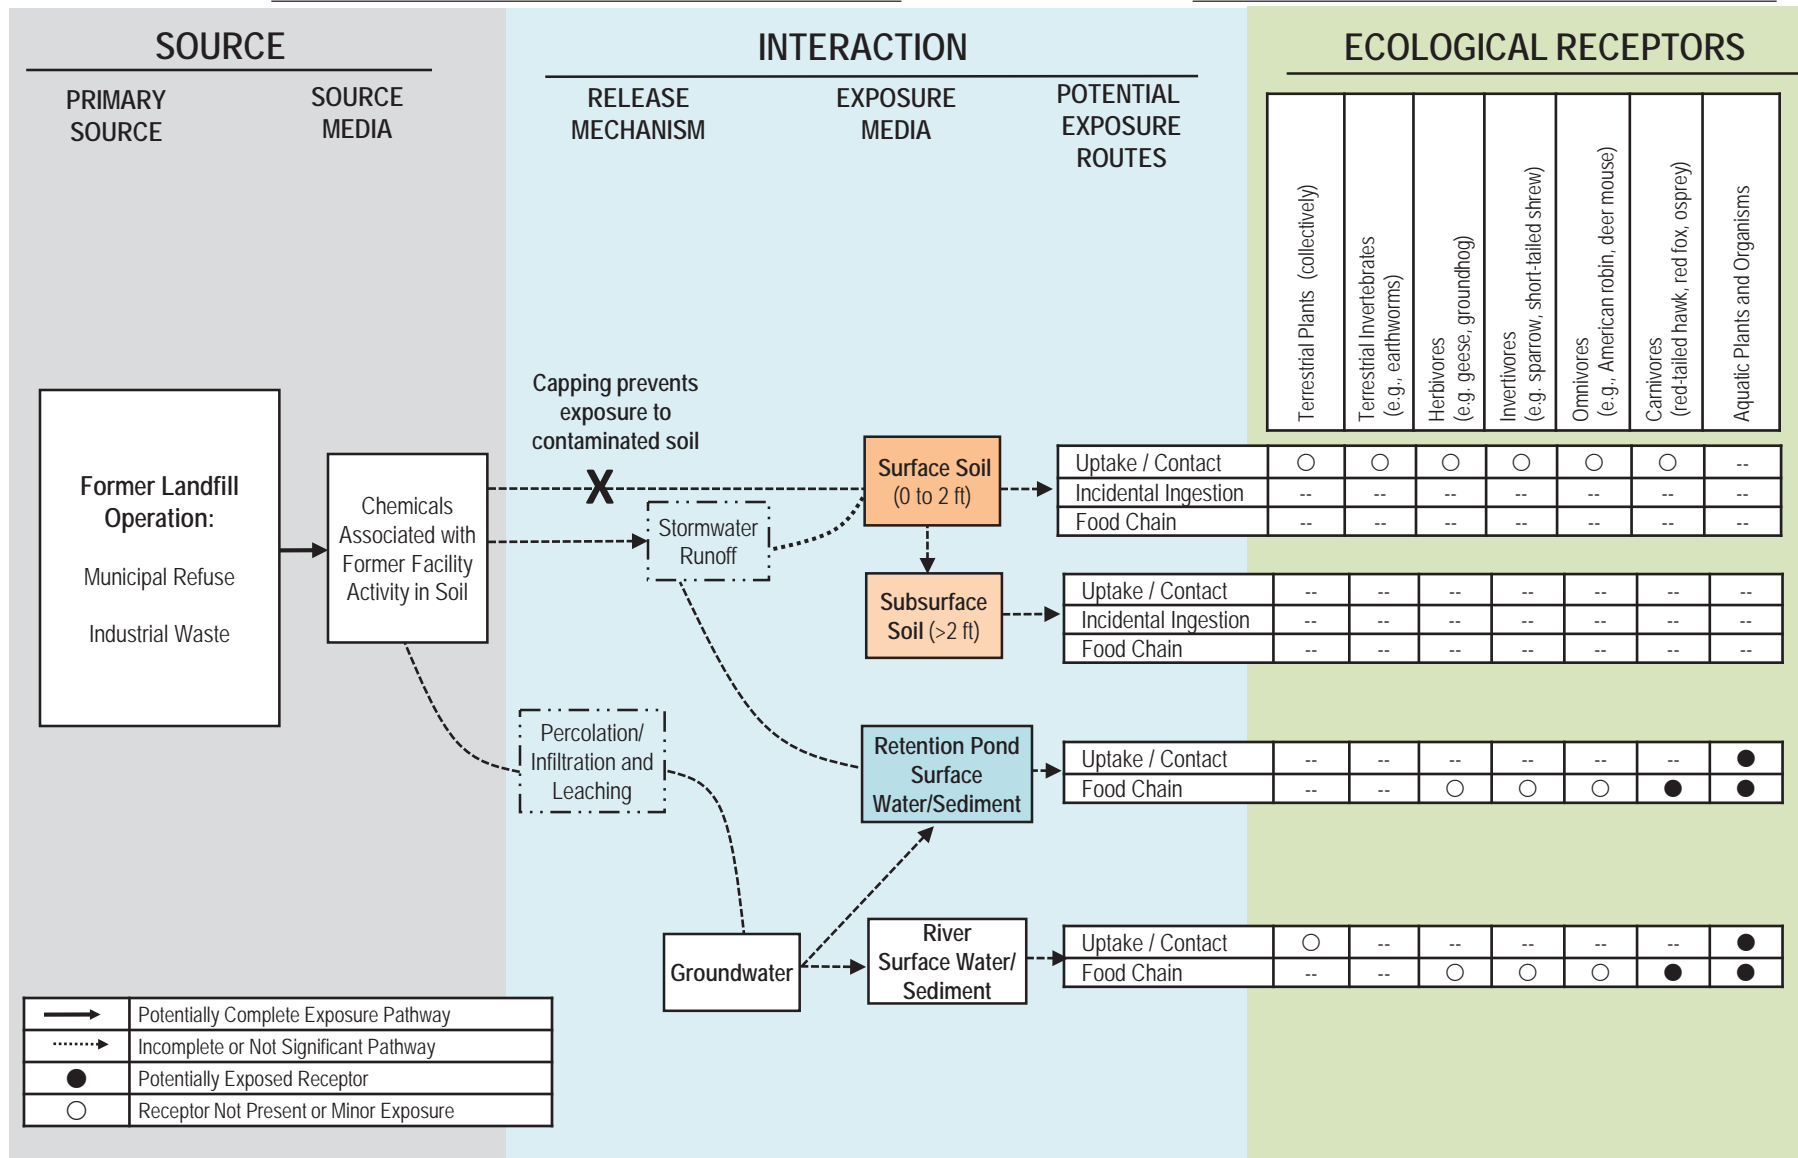 SOURCE
INTERACTION
ECOLOGICAL RECEPTORS
PRIMARY
SOURCE
SOURCE
MEDIA
RELEASE
MECHANISM
EXPOSURE
MEDIA
POTENTIAL
EXPOSURE
ROUTES
Terrestrial Plants (collectively)
Terrestrial Invertebrates
(e.g., earthworms)
Herbivores
(e.g. geese, groundhog)
Invertivores
(e.g. sparrow, short-tailed shrew)
Omnivores
(e.g., American robin, deer mouse)
Carnivores
(red-tailed hawk, red fox, osprey)
Aquatic Plants and Organisms
Former Landfill
Operation:
Municipal Refuse
Industrial Waste
Chemicals
Associated with
Former Facility
Activity in Soil
Capping prevents
exposure to
contaminated soil
X
Stormwater
Runoff
Percolation/
Infiltration and
Leaching
Groundwater
Surface Soil
(0 to 2 ft)
Subsurface
Soil (>2 ft)
Retention Pond
Surface
Water/Sediment
River
Surface Water/
Sediment
Uptake / Contact ○ ○ ○ ○ ○ ○ --
Incidental Ingestion -- -- -- -- -- -- --
Food Chain -- -- -- -- -- -- --
Uptake / Contact -- -- -- -- -- -- --
Incidental Ingestion -- -- -- -- -- -- --
Food Chain -- -- -- -- -- -- --
Uptake / Contact -- -- -- -- -- -- ●
Food Chain -- -- ○ ○ ○ ● ●
Uptake / Contact ○ -- -- -- -- -- ●
Food Chain -- -- ○ ○ ○ ● ●
Potentially Complete Exposure Pathway
Incomplete or Not Significant Pathway
● Potentially Exposed Receptor
○ Receptor Not Present or Minor Exposure